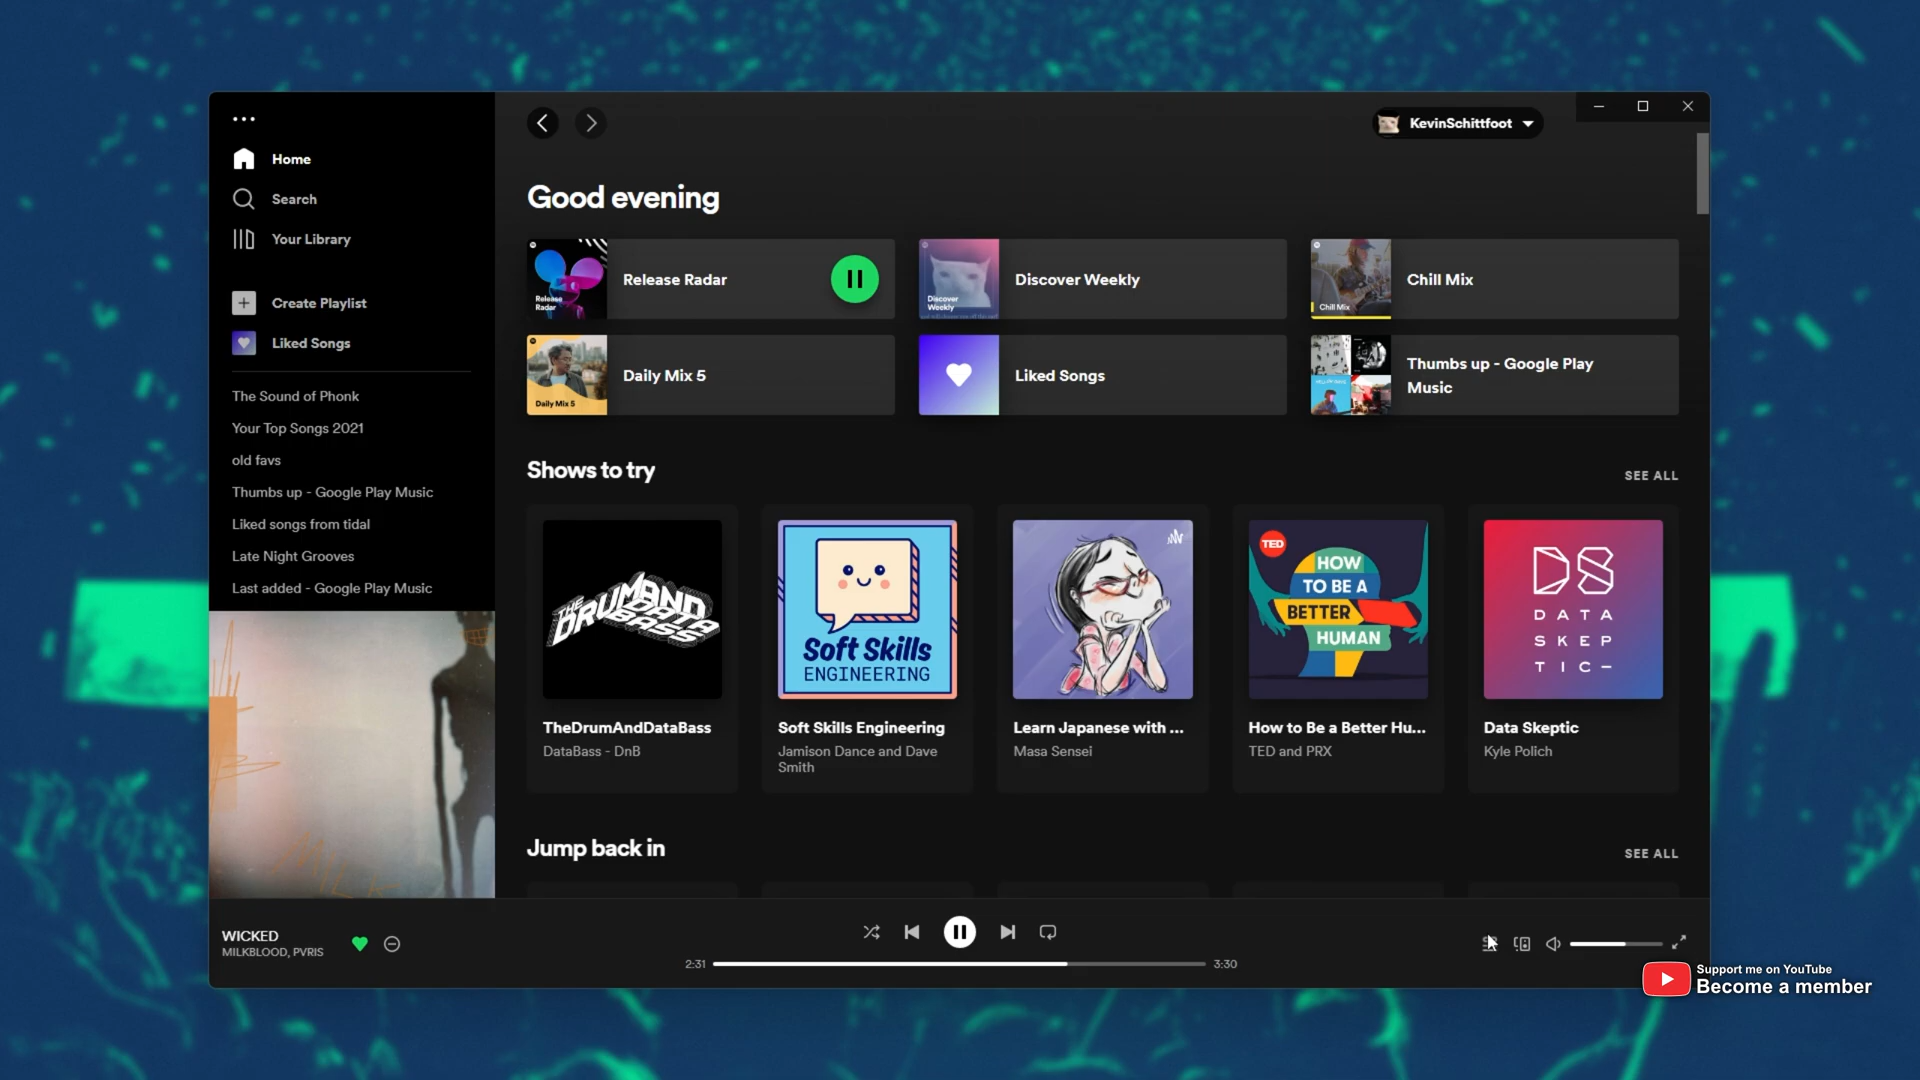 Home
Search
Your Library
Create Playlist
Liked Songs
The Sound of Phonk
Your Top Songs 2021
old favs
Thumbs up - Google Play Music
Liked songs from tidal
Late Night Grooves
Last added - Google Play Music
KevinSchittfoot
Good evening
Release
Radar
Release Radar
Discover
Weekly
Discover Weekly
Chill Mix
Chill Mix
Daily Mix 5
Daily Mix 5
Liked Songs
Thumbs up - Google Play
Music
Shows to try
SEE ALL
THE
DRUMAND
DATA
BASS
TheDrumAndDataBass
DataBass - DnB
Soft Skills
ENGINEERING
Soft Skills Engineering
Jamison Dance and Dave
Smith
Learn Japanese with ...
Masa Sensei
TED
HOW
TO BE A
BETTER
HUMAN
How to Be a Better Hu...
TED and PRX
DS
DATA
SKEP
TIC–
Data Skeptic
Kyle Polich
Jump back in
SEE ALL
MILK
WICKED
MILKBLOOD, PVRIS
2:31
3:30
Support me on YouTube
Become a member